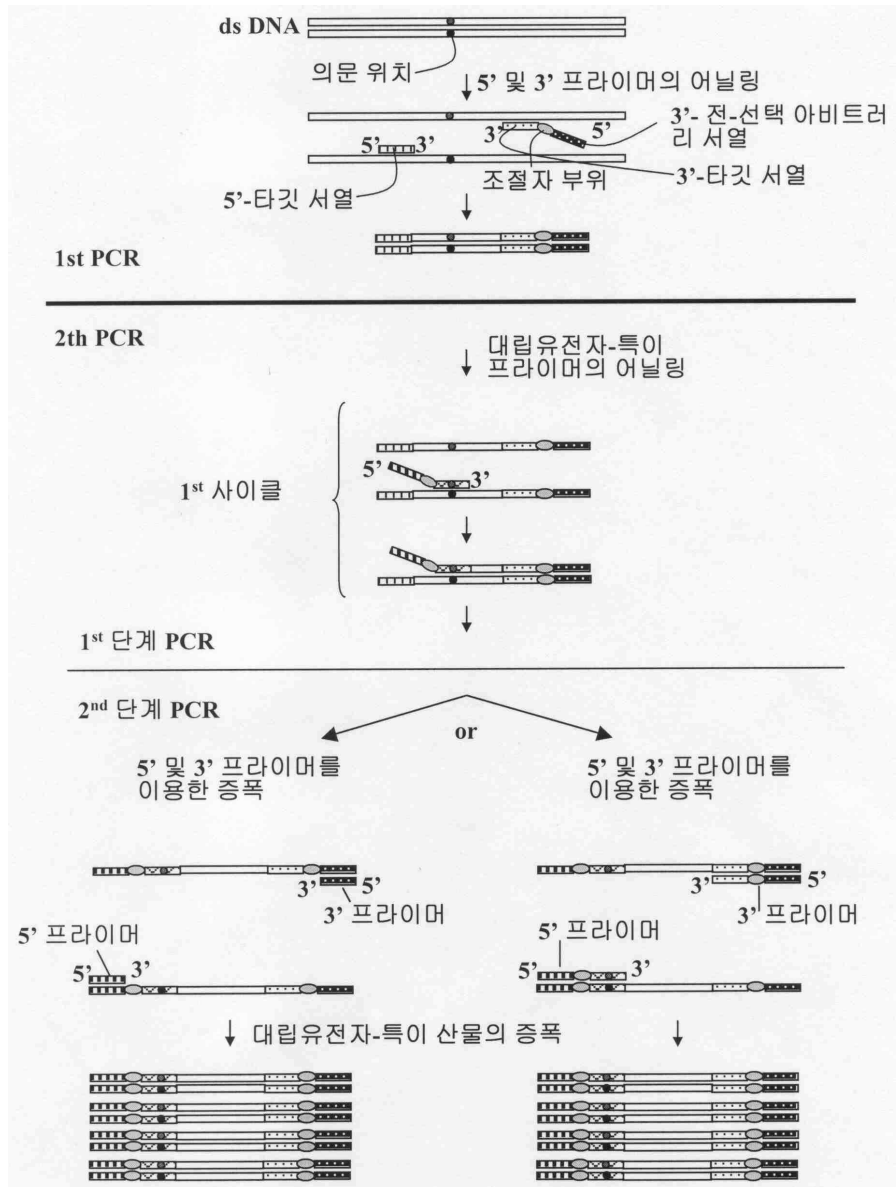 ds DNA
의문 위치
5’ 및 3’ 프라이머의 어닐링
3’- 전-선택 아비트러
리 서열
5’
3’
5’ 3’
조절자 부위
3’-타깃 서열
5’-타깃 서열
1st PCR
2th PCR
대립유전자-특이
프라이머의 어닐링
5’
3’
1st 사이클
1st 단계 PCR
2nd 단계 PCR
or
5’ 및 3’ 프라이머를
이용한 증폭
5’ 및 3’ 프라이머를
이용한 증폭
3’ 5’
3’ 프라이머
3’ 5’
3’ 프라이머
5’ 프라이머
5’ 3’
5’ 프라이머
5’ 3’
대립유전자-특이 산물의 증폭